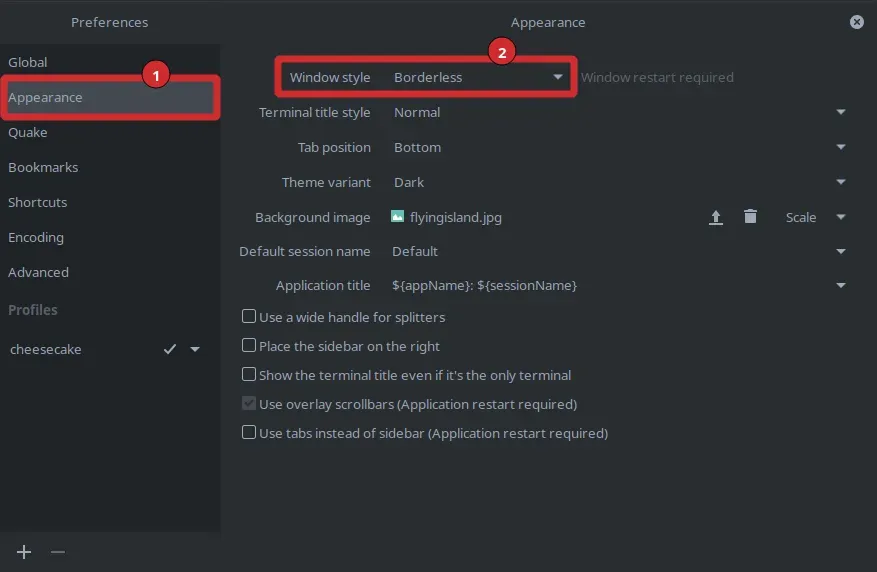 Preferences
Appearance
Global
1
2
Window style Borderless Window restart required
Appearance
Terminal title style Normal
Quake
Tab position Bottom
Bookmarks
Theme variant Dark
Shortcuts
Background image flyingisland.jpg Scale
Encoding
Default session name Default
Advanced
Application title ${appName}: ${sessionName}
Profiles
Use a wide handle for splitters
cheesecake
Place the sidebar on the right
Show the terminal title even if it's the only terminal
Use overlay scrollbars (Application restart required)
Use tabs instead of sidebar (Application restart required)